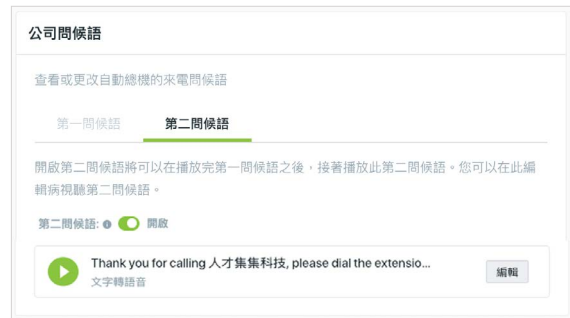 公司問候語
查看或更改自動總機的來電問候語
第一問候語 第二問候語
開啟第二問候語將可以在播放完第一問候語之後，接著播放此第二問候語。您可以在此編
輯病視聽第二問候語。
第二問候語: 開啟
Thank you for calling 人才集集科技, please dial the extensio...
文字轉語音
編輯